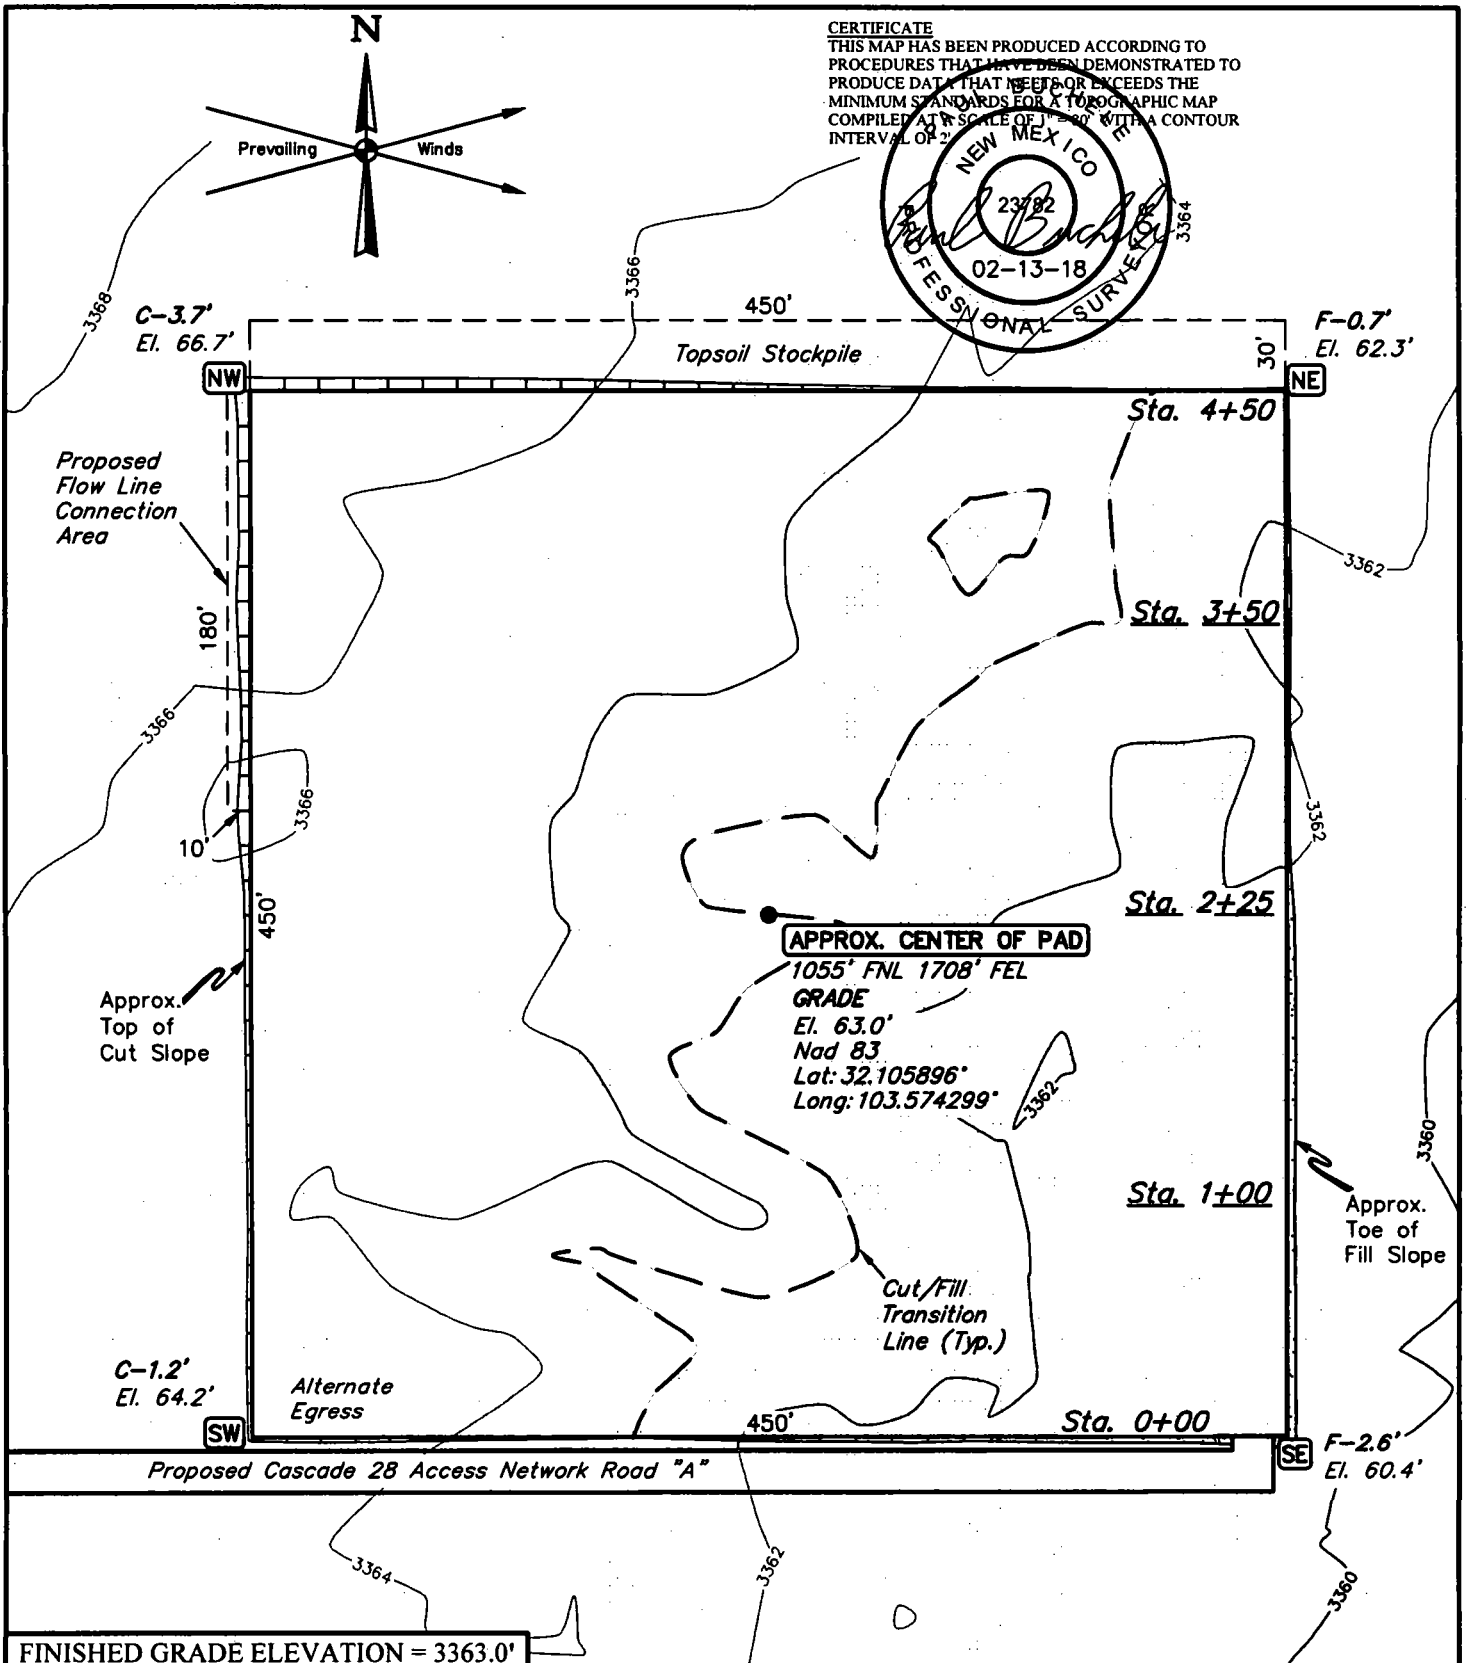 N
Prevailing Winds
CERTIFICATE
THIS MAP HAS BEEN PRODUCED ACCORDING TO
PROCEDURES THAT HAVE BEEN DEMONSTRATED TO
PRODUCE DATA THAT MEETS OR EXCEEDS THE
MINIMUM STANDARDS FOR A TOPOGRAPHIC MAP
COMPILED AT A SCALE OF 1" = 80' WITH A CONTOUR
INTERVAL OF 2'
PAUL BUCHELE
NEW MEXICO
23782
02-13-18
PROFESSIONAL SURVEYOR
3364
3366
3368
C-3.7'
El. 66.7'
450'
F-0.7'
El. 62.3'
Topsoil Stockpile
30'
NW
NE
Sta. 4+50
Proposed
Flow Line
Connection
Area
3362
180'
Sta. 3+50
3366
3366
3362
10'
450'
Sta. 2+25
APPROX. CENTER OF PAD
1055' FNL 1708' FEL
GRADE
El. 63.0'
Nad 83
Lat: 32.105896°
Long: 103.574299°
Approx.
Top of
Cut Slope
3362
3360
Sta. 1+00
Approx.
Toe of
Fill Slope
Cut/Fill
Transition
Line (Typ.)
C-1.2'
El. 64.2'
Alternate
Egress
450'
Sta. 0+00
SW
SE
F-2.6'
El. 60.4'
Proposed Cascade 28 Access Network Road "A"
3364
3362
3360
FINISHED GRADE ELEVATION = 3363.0'